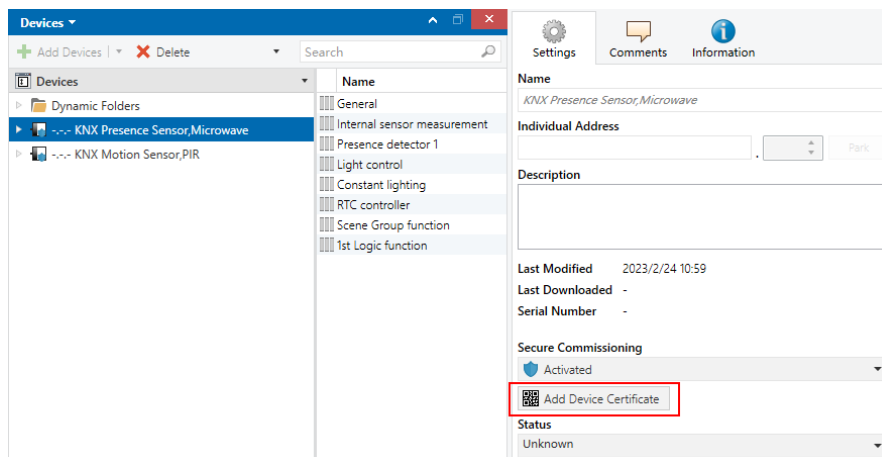 Devices
Add Devices
Delete
Search
Devices
Dynamic Folders
-.-.- KNX Presence Sensor,Microwave
-.-.- KNX Motion Sensor,PIR
Name
General
Internal sensor measurement
Presence detector 1
Light control
Constant lighting
RTC controller
Scene Group function
1st Logic function
Settings
Comments
Information
Name
KNX Presence Sensor,Microwave
Individual Address
.
Park
Description
Last Modified 2023/2/24 10:59
Last Downloaded -
Serial Number -
Secure Commissioning
Activated
Add Device Certificate
Status
Unknown